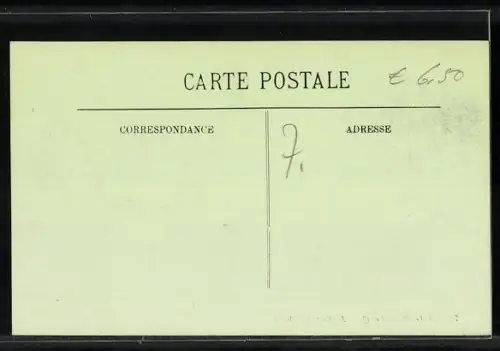 CARTE POSTALE € 6.50
CORRESPONDANCE ADRESSE
7,